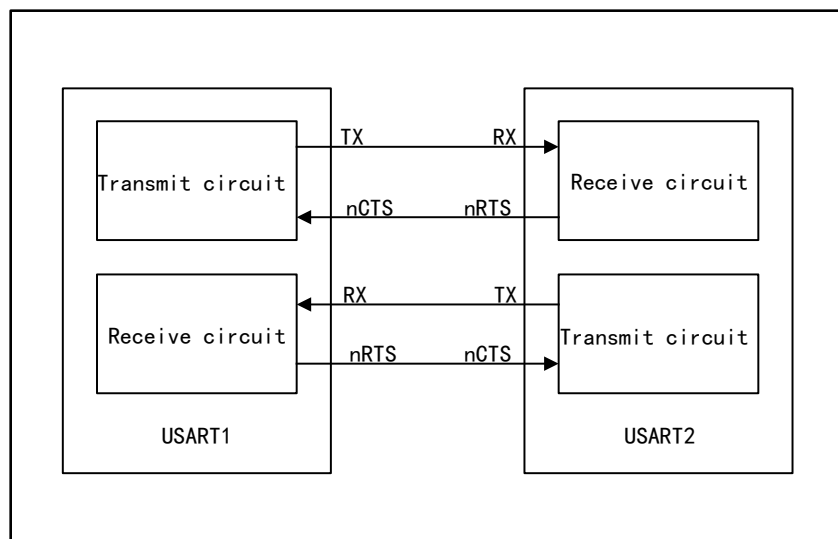 TX RX
Transmit circuit Receive circuit
nCTS nRTS
RX TX
Receive circuit Transmit circuit
nRTS nCTS
USART1 USART2